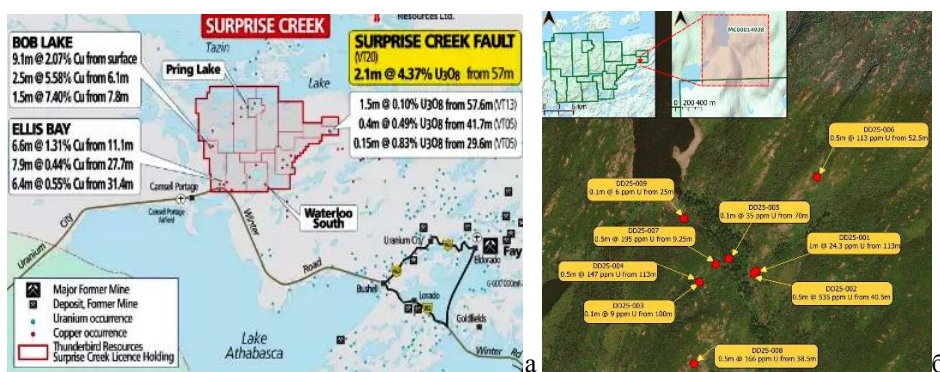 SURPRISE CREEK
Resources Ltd.
BOB LAKE
9.1m @ 2.07% Cu from surface
2.5m @ 5.58% Cu from 6.1m
1.5m @ 7.40% Cu from 7.8m
Tazin
Lake
Pring Lake
SURPRISE CREEK FAULT
(VT20)
2.1m @ 4.37% U3O8 from 57m
1.5m @ 0.10% U3O8 from 57.6m (VT13)
0.4m @ 0.49% U3O8 from 41.7m (VT05)
0.15m @ 0.83% U3O8 from 29.6m (VT05)
ELLIS BAY
6.6m @ 1.31% Cu from 11.1m
7.9m @ 0.44% Cu from 27.7m
6.4m @ 0.55% Cu from 31.4m
Camsell Portage
Camsell Portage
Airfield
Waterloo
South
Uranium City
Winter Road
Uranium City
Eldorado
Fay
Bushell
Lorado
Goldfields
Lake
Athabasca
Winter Rd
Major Former Mine
Deposit, Former Mine
Uranium occurrence
Copper occurrence
Thunderbird Resources
Surprise Creek Licence Holding
а
MC00014938
6 km
0 200 400 m
DD25-006
0.5m @ 113 ppm U from 52.5m
DD25-009
0.1m @ 6 ppm U from 25m
DD25-005
0.1m @ 35 ppm U from 70m
DD25-007
0.5m @ 195 ppm U from 9.25m
DD25-001
1m @ 24.3 ppm U from 113m
DD25-004
0.5m @ 147 ppm U from 113m
DD25-002
0.5m @ 535 ppm U from 40.5m
DD25-003
0.1m @ 9 ppm U from 100m
DD25-008
0.5m @ 166 ppm U from 38.5m
б